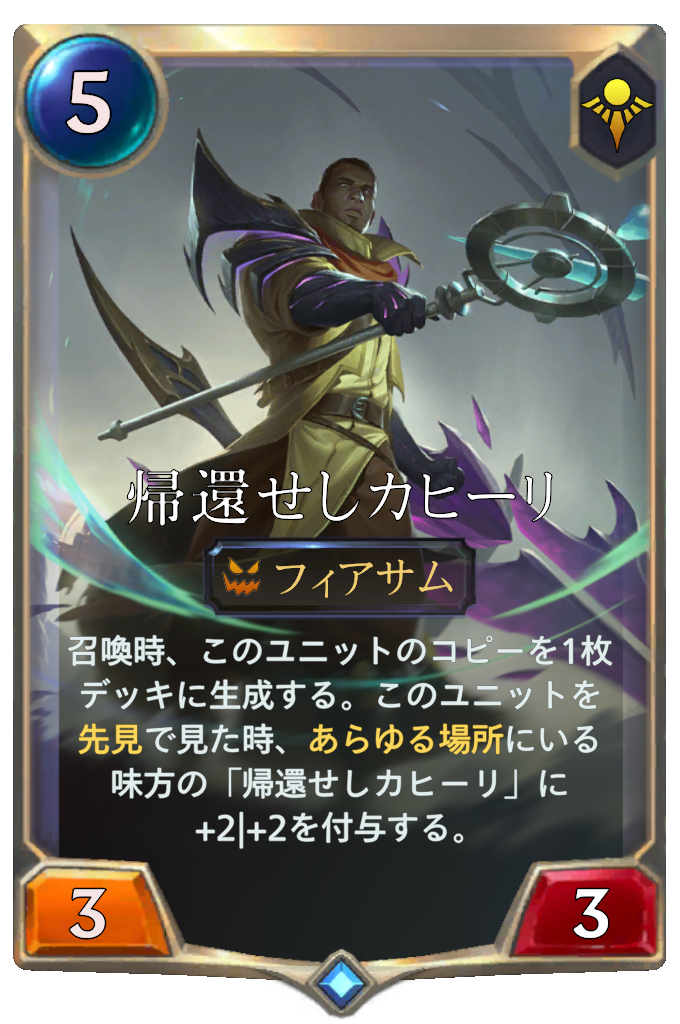 5
帰還せしカヒーリ
フィアサム
召喚時、このユニットのコピーを1枚
デッキに生成する。このユニットを
先見で見た時、あらゆる場所にいる
味方の「帰還せしカヒーリ」に
+2|+2を付与する。
3
3